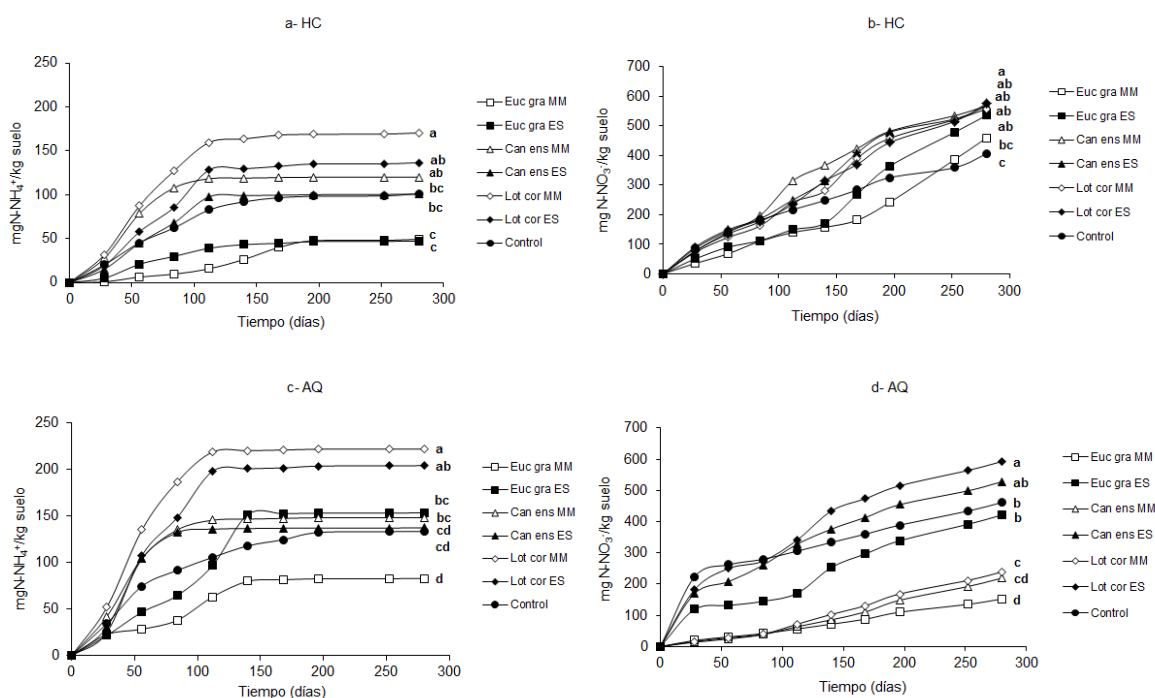 a- HC
mgN-NH₄⁺/kg suelo
250
200
150
100
50
0
0 50 100 150 200 250 300
Tiempo (días)
a
ab
ab
bc
bc
c
c
Euc gra MM
Euc gra ES
Can ens MM
Can ens ES
Lot cor MM
Lot cor ES
Control
b- HC
mg N-NO₃⁻/kg suelo
700
600
500
400
300
200
100
0
0 50 100 150 200 250 300
Tiempo (días)
a
ab
ab
ab
ab
bc
c
Euc gra MM
Euc gra ES
Can ens MM
Can ens ES
Lot cor MM
Lot cor ES
Control
c- AQ
mgN-NH₄⁺/kg suelo
250
200
150
100
50
0
0 50 100 150 200 250 300
Tiempo (días)
a
ab
bc
bc
cd
cd
d
Euc gra MM
Euc gra ES
Can ens MM
Can ens ES
Lot cor MM
Lot cor ES
Control
d- AQ
mg N-NO₃⁻/kg suelo
700
600
500
400
300
200
100
0
0 50 100 150 200 250 300
Tiempo (días)
a
ab
b
b
c
cd
d
Euc gra MM
Euc gra ES
Can ens MM
Can ens ES
Lot cor MM
Lot cor ES
Control